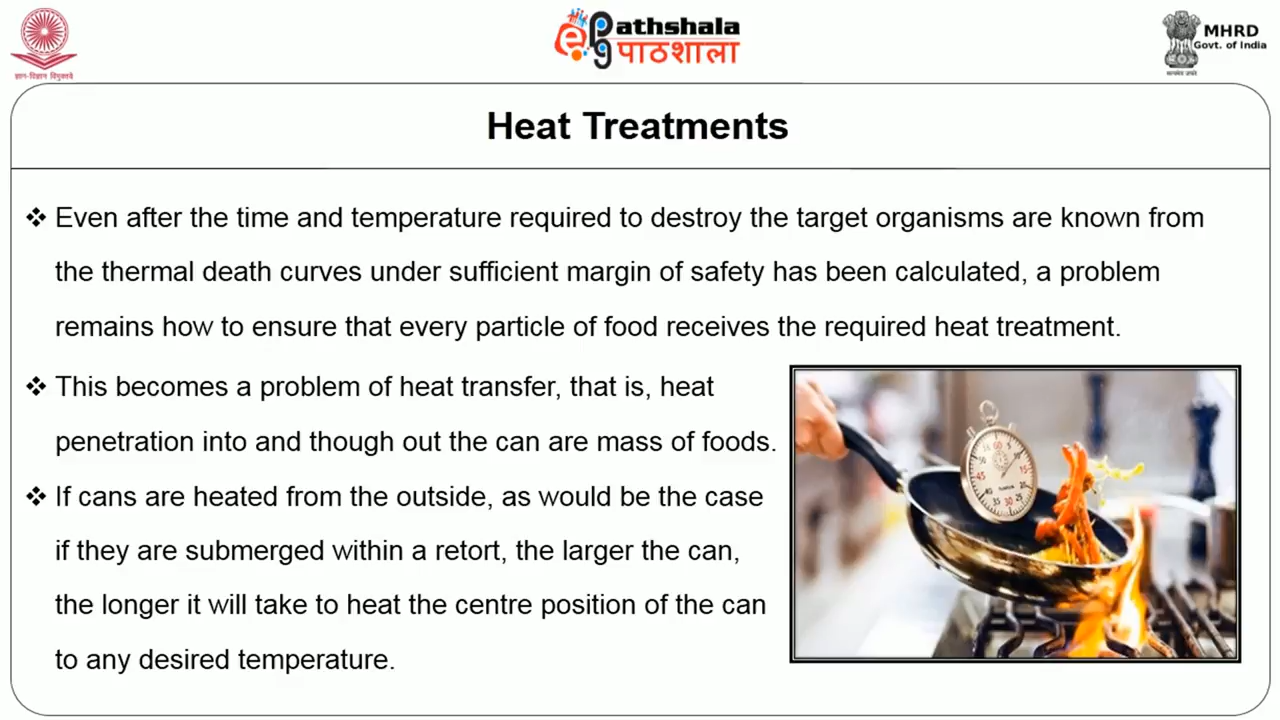 ज्ञान-विज्ञान विमुक्तये
ePathshala
पाठशाला
MHRD
Govt. of India
सत्यमेव जयते
Heat Treatments
❖ Even after the time and temperature required to destroy the target organisms are known from
the thermal death curves under sufficient margin of safety has been calculated, a problem
remains how to ensure that every particle of food receives the required heat treatment.
❖ This becomes a problem of heat transfer, that is, heat
penetration into and though out the can are mass of foods.
❖ If cans are heated from the outside, as would be the case
if they are submerged within a retort, the larger the can,
the longer it will take to heat the centre position of the can
to any desired temperature.